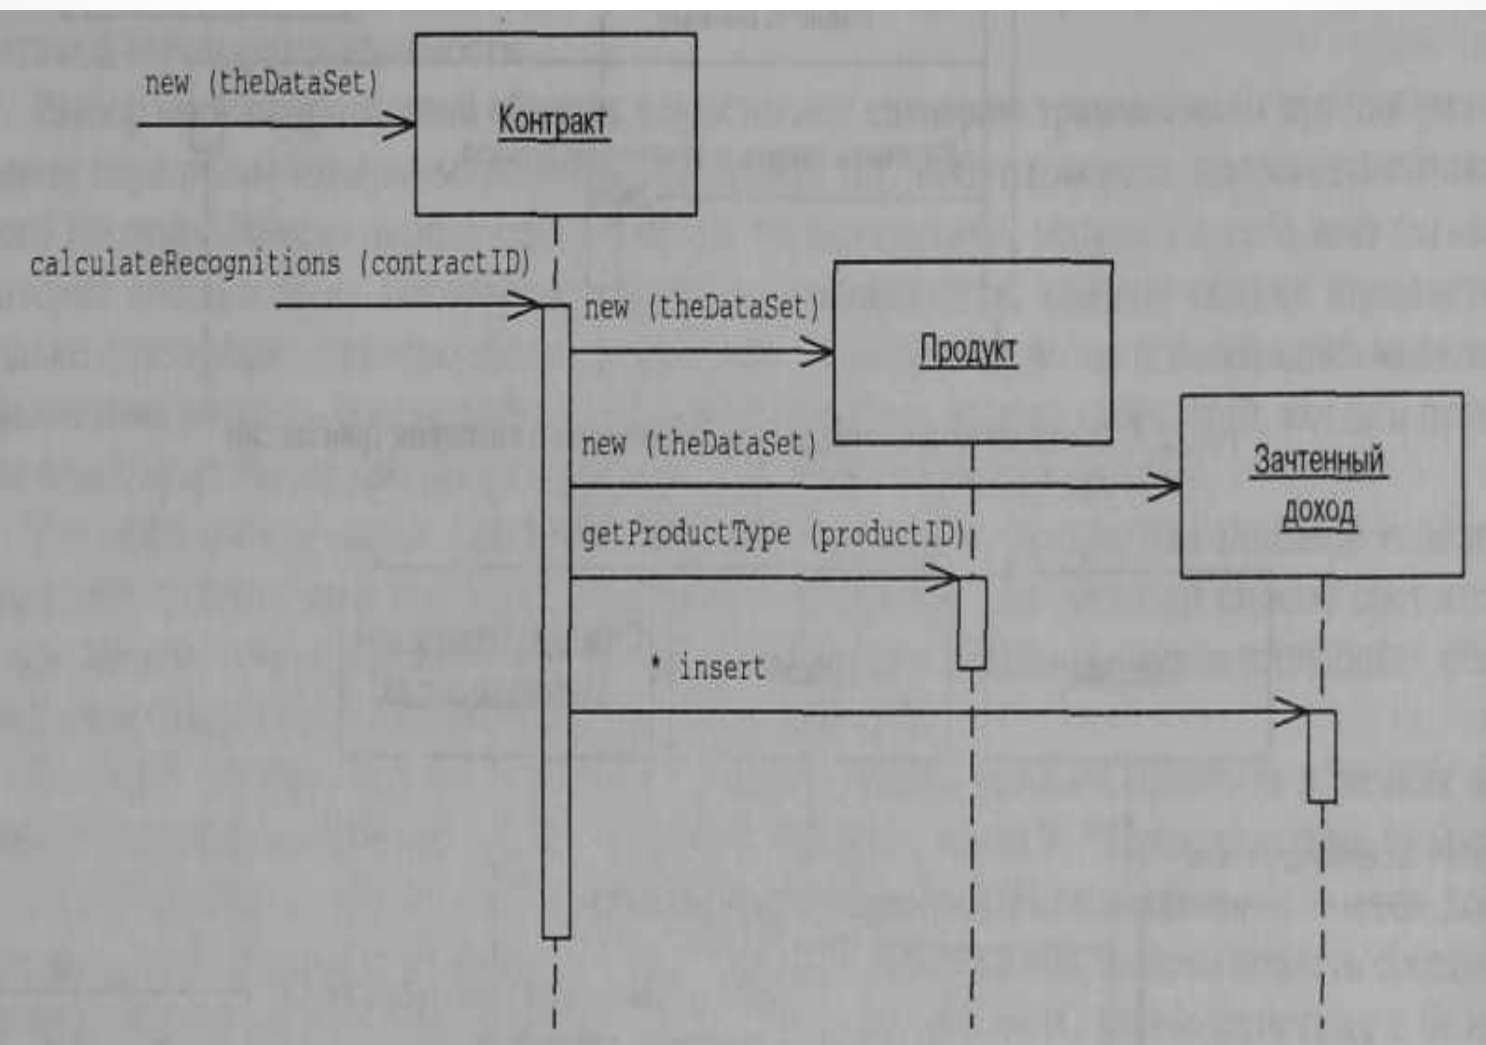 new (theDataSet)
Контракт
calculateRecognitions (contractID)
new (theDataSet)
Продукт
new (theDataSet)
Зачтенный
доход
getProductType (productID)
* insert